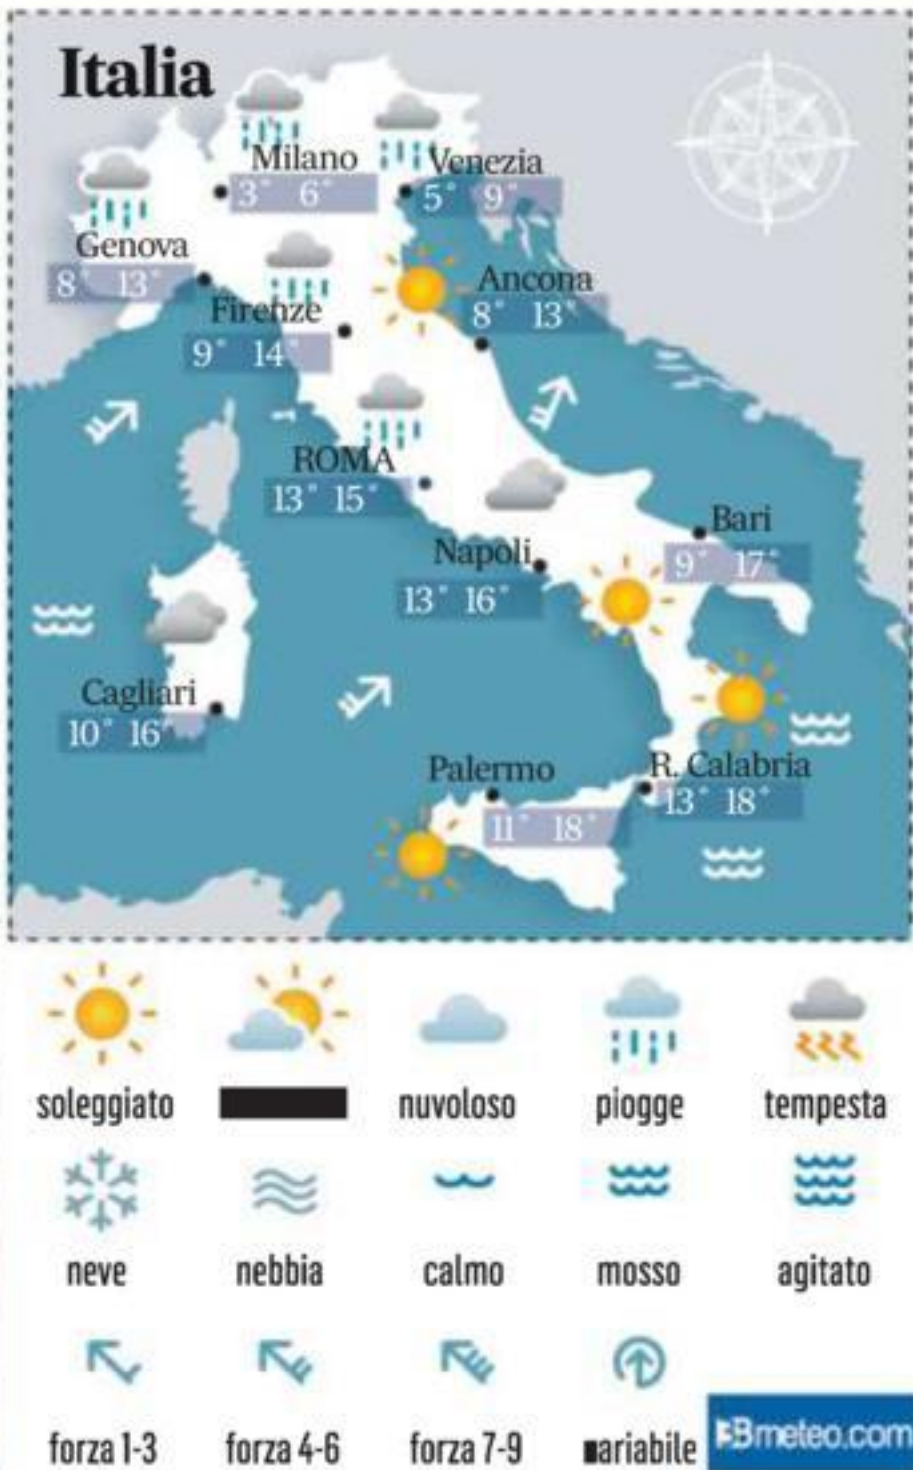 Italia
Milano
3° 6°
Venezia
5° 9°
Genova
8° 13°
Ancona
8° 13°
Firenze
9° 14°
ROMA
13° 15°
Bari
9° 17°
Napoli
13° 16°
Cagliari
10° 16°
Palermo
11° 18°
R. Calabria
13° 18°
soleggiato
nuvoloso
piogge
tempesta
neve
nebbia
calmo
mosso
agitato
forza 1-3
forza 4-6
forza 7-9
ariabile
3Bmeteo.com